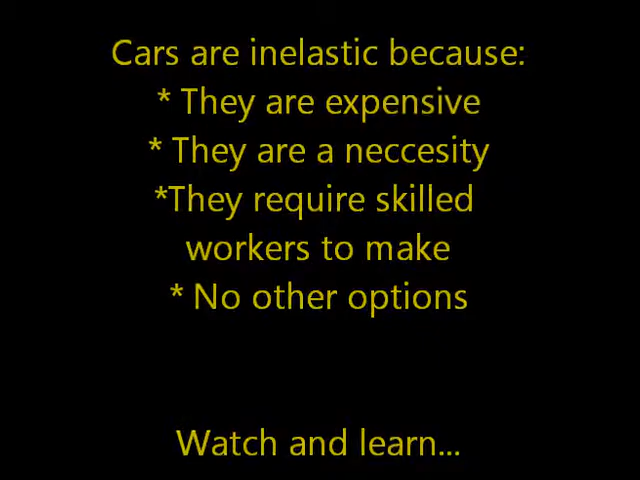 Cars are inelastic because:
* They are expensive
* They are a neccesity
*They require skilled
workers to make
* No other options
Watch and learn...